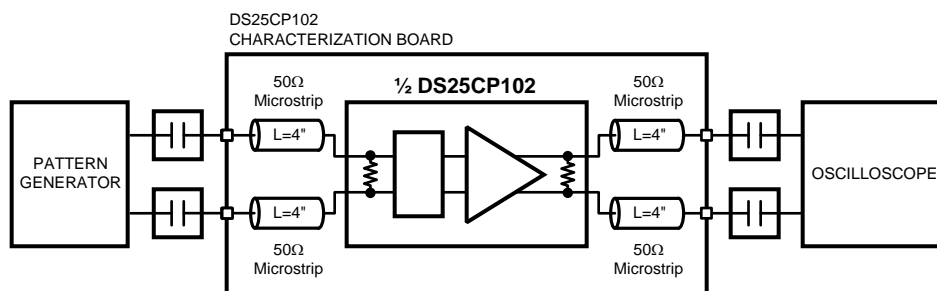 DS25CP102
CHARACTERIZATION BOARD
50Ω
Microstrip
½ DS25CP102
50Ω
Microstrip
L=4"
L=4"
PATTERN
GENERATOR
OSCILLOSCOPE
L=4"
L=4"
50Ω
Microstrip
50Ω
Microstrip